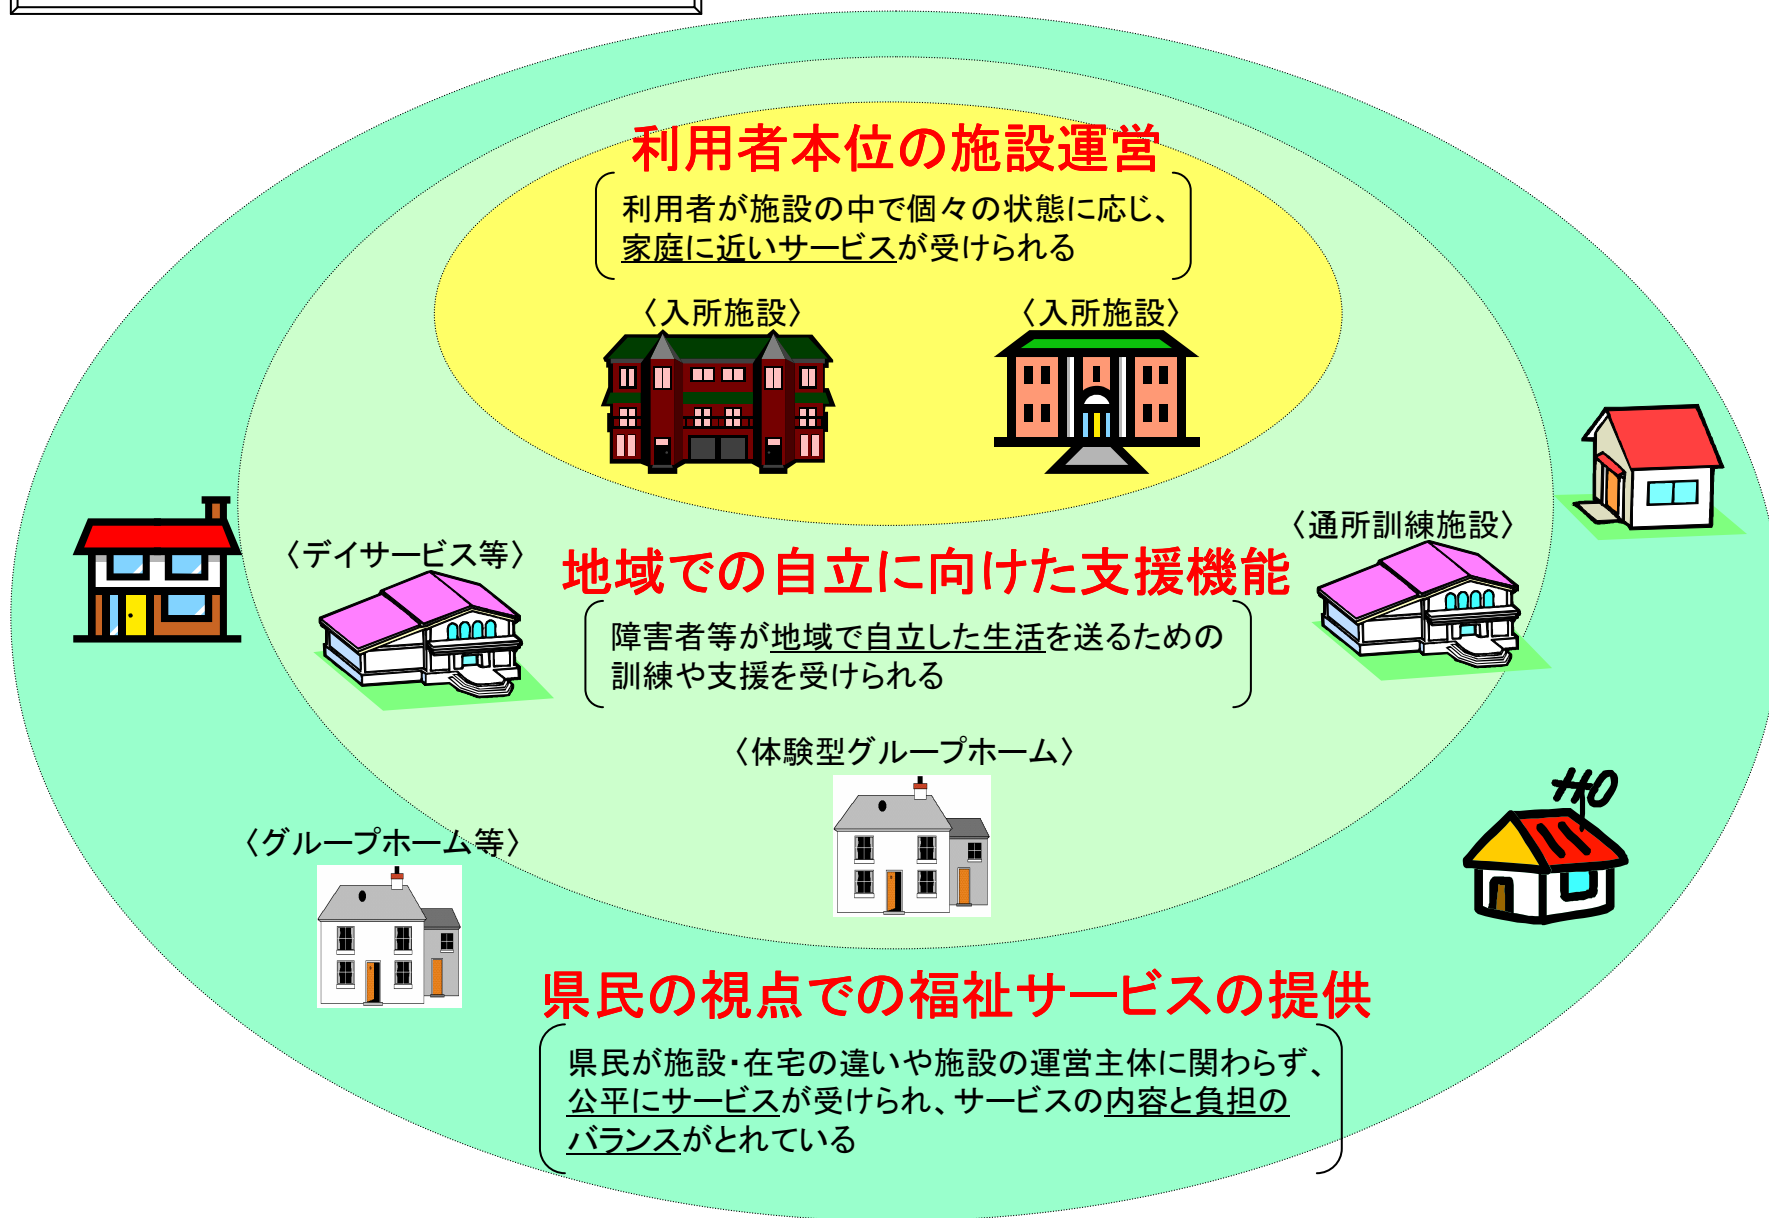 利用者本位の施設運営
利用者が施設の中で個々の状態に応じ、
家庭に近いサービスが受けられる
〈入所施設〉
〈入所施設〉
〈デイサービス等〉
〈通所訓練施設〉
地域での自立に向けた支援機能
障害者等が地域で自立した生活を送るための
訓練や支援を受けられる
〈体験型グループホーム〉
〈グループホーム等〉
県民の視点での福祉サービスの提供
県民が施設・在宅の違いや施設の運営主体に関わらず、
公平にサービスが受けられ、サービスの内容と負担の
バランスがとれている